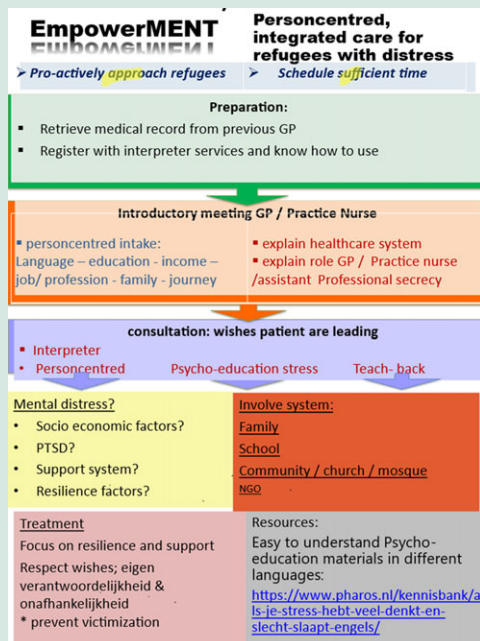 EmpowerMENT
Personcentred,
integrated care for
refugees with distress
➢ Pro-actively approach refugees
➢ Schedule sufficient time
Preparation:
▪ Retrieve medical record from previous GP
▪ Register with interpreter services and know how to use
Introductory meeting GP / Practice Nurse
▪ personcentred intake:
Language – education - income –
job/ profession - family - journey
▪ explain healthcare system
▪ explain role GP / Practice nurse
/assistant Professional secrecy
consultation: wishes patient are leading
▪ Interpreter
• Personcentred Psycho-education stress Teach- back
Mental distress?
• Socio economic factors?
• PTSD?
• Support system?
• Resilience factors?
Involve system:
Family
School
Community / church / mosque
NGO
Treatment
Focus on resilience and support
Respect wishes; eigen
verantwoordelijkheid &
onafhankelijkheid
* prevent victimization
Resources:
Easy to understand Psycho-
education materials in different
languages:
https://www.pharos.nl/kennisbank/a
ls-je-stress-hebt-veel-denkt-en-
slecht-slaapt-engels/